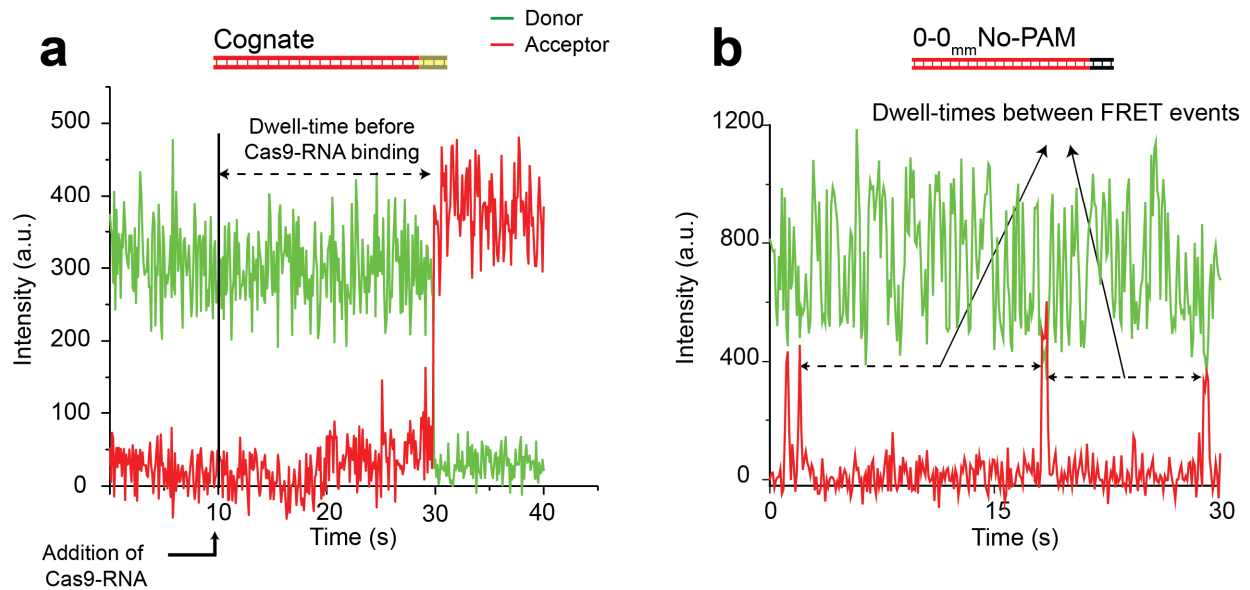 a
Cognate
Donor
Acceptor
Dwell-time before
Cas9-RNA binding
Intensity (a.u.)
500
400
300
200
100
0
10
20
30
40
Time (s)
Addition of
Cas9-RNA
b
0-0mmNo-PAM
Dwell-times between FRET events
Intensity (a.u.)
1200
800
400
0
0
15
30
Time (s)